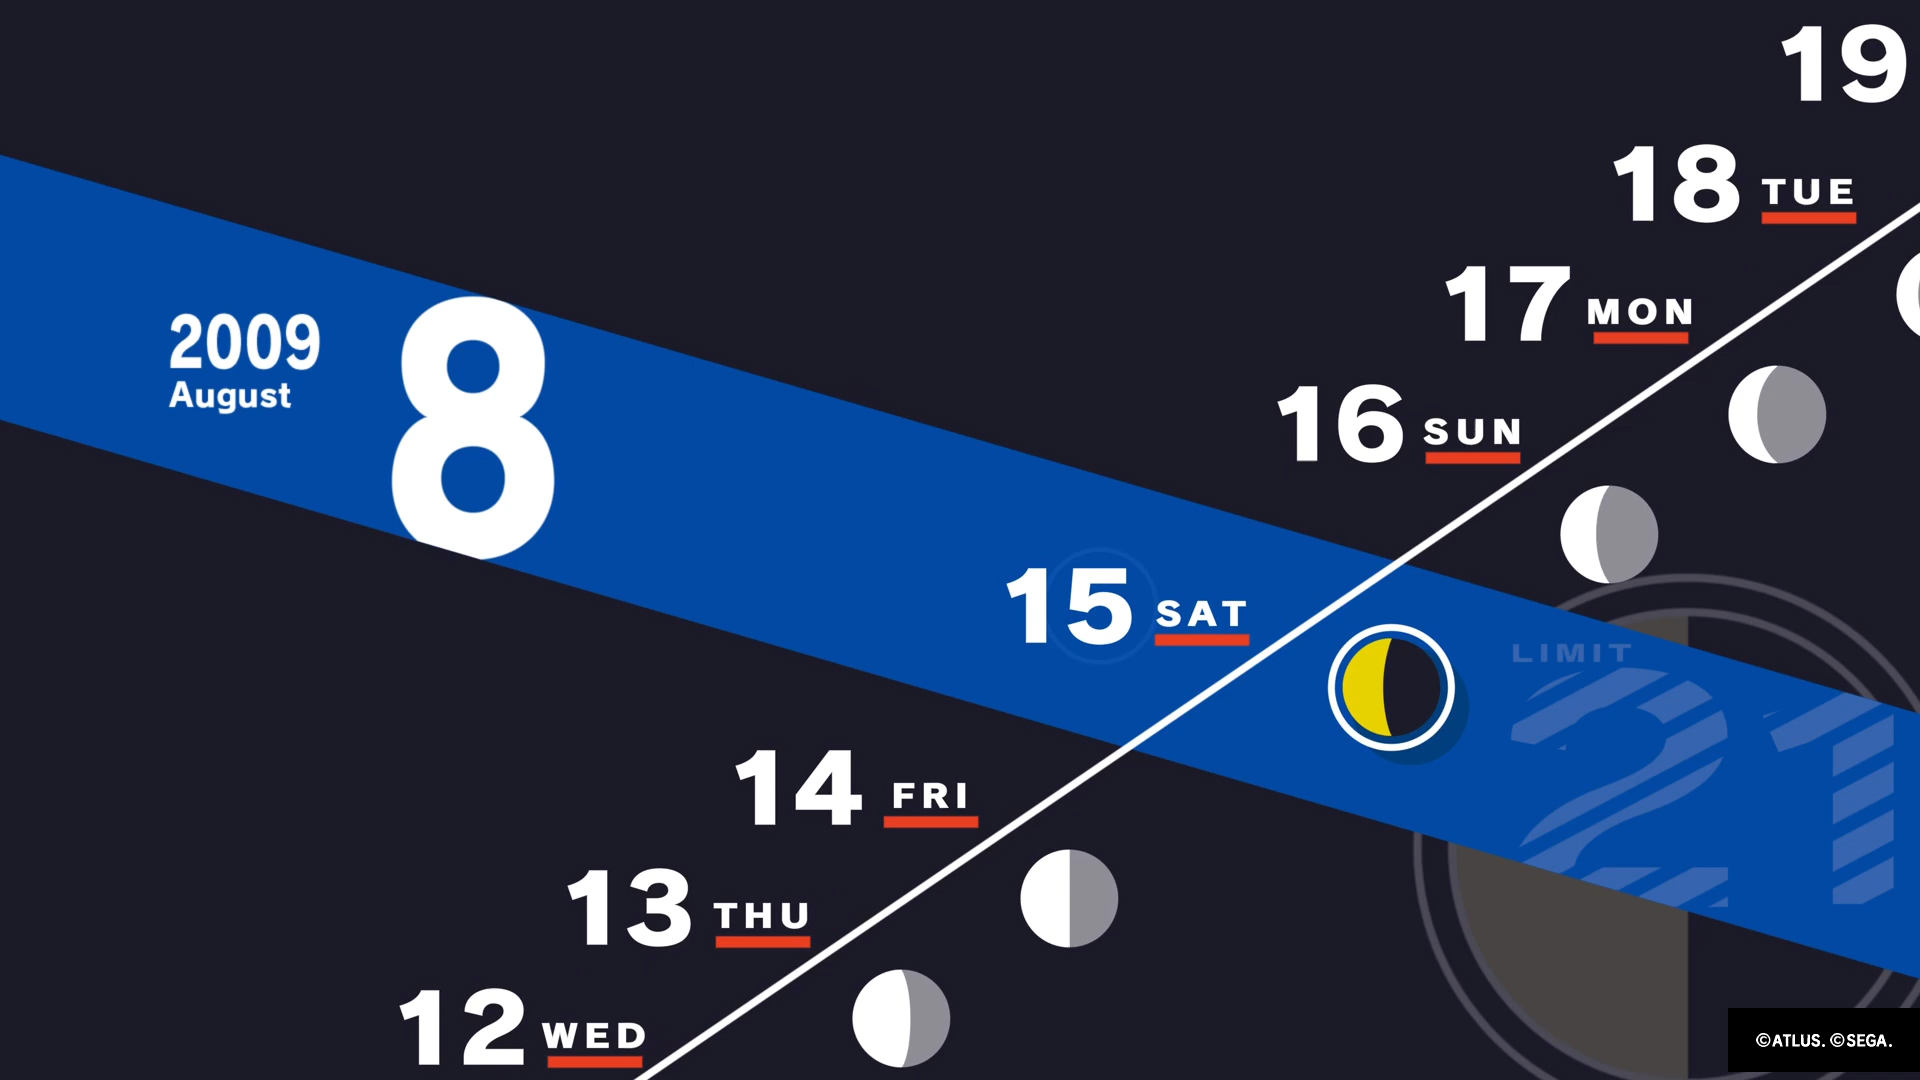 19
18 TUE
17 MON
2009
August
8
16 SUN
15 SAT
LIMIT
21
14 FRI
13 THU
12 WED
©ATLUS. ©SEGA.